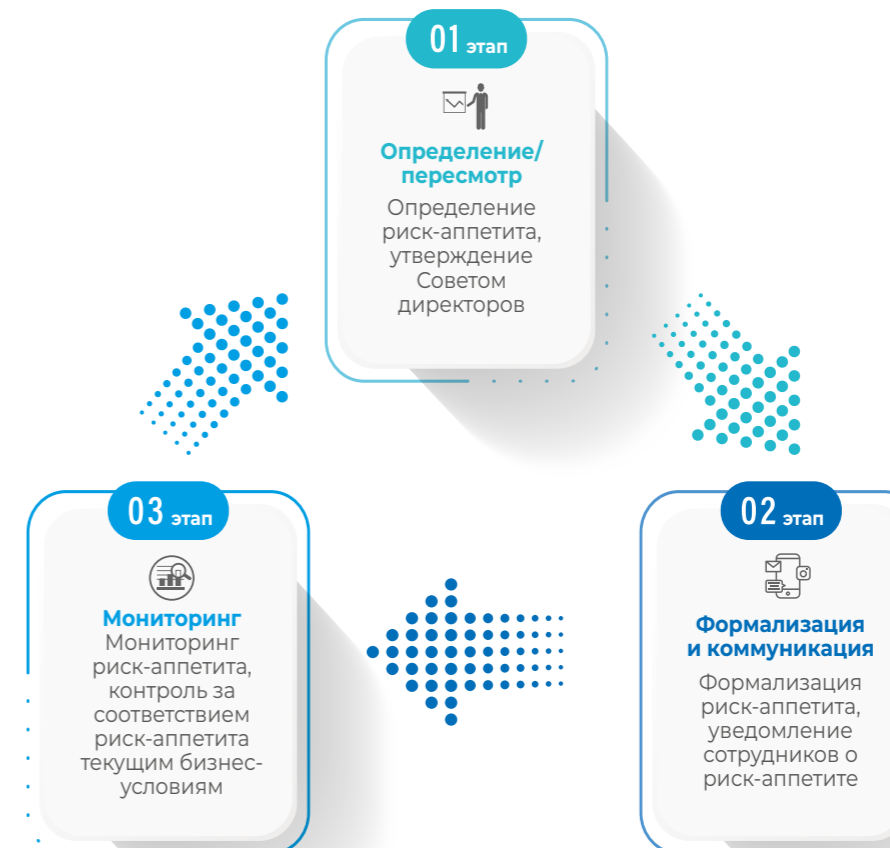 01 этап
Определение/
пересмотр
Определение
риск-аппетита,
утверждение
Советом
директоров
03 этап
Мониторинг
Мониторинг
риск-аппетита,
контроль за
соответствием
риск-аппетита
текущим бизнес-
условиям
02 этап
Формализация
и коммуникация
Формализация
риск-аппетита,
уведомление
сотрудников о
риск-аппетите